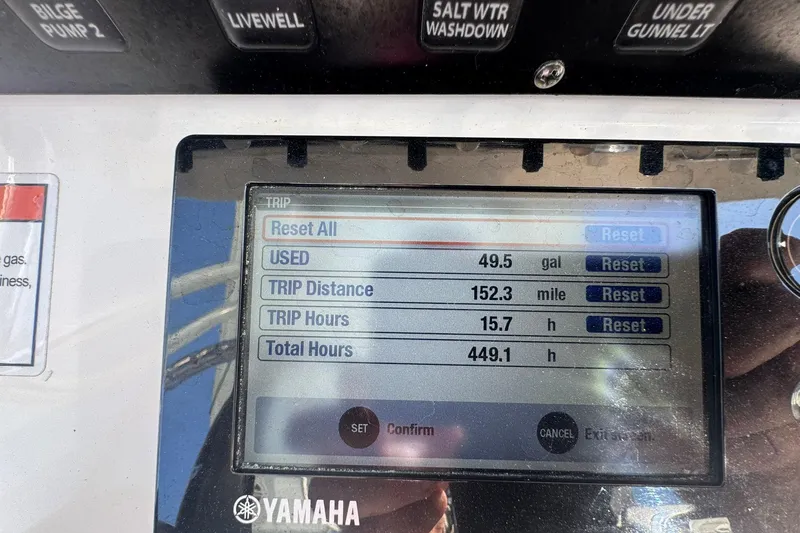 BILGE
PUMP 2
LIVEWELL
SALT WTR
WASHDOWN
UNDER
GUNNEL LT
gas.
iness,
TRIP
Reset All Reset
USED 49.5 gal Reset
TRIP Distance 152.3 mile Reset
TRIP Hours 15.7 h Reset
Total Hours 449.1 h
SET Confirm CANCEL Exit screen.
YAMAHA